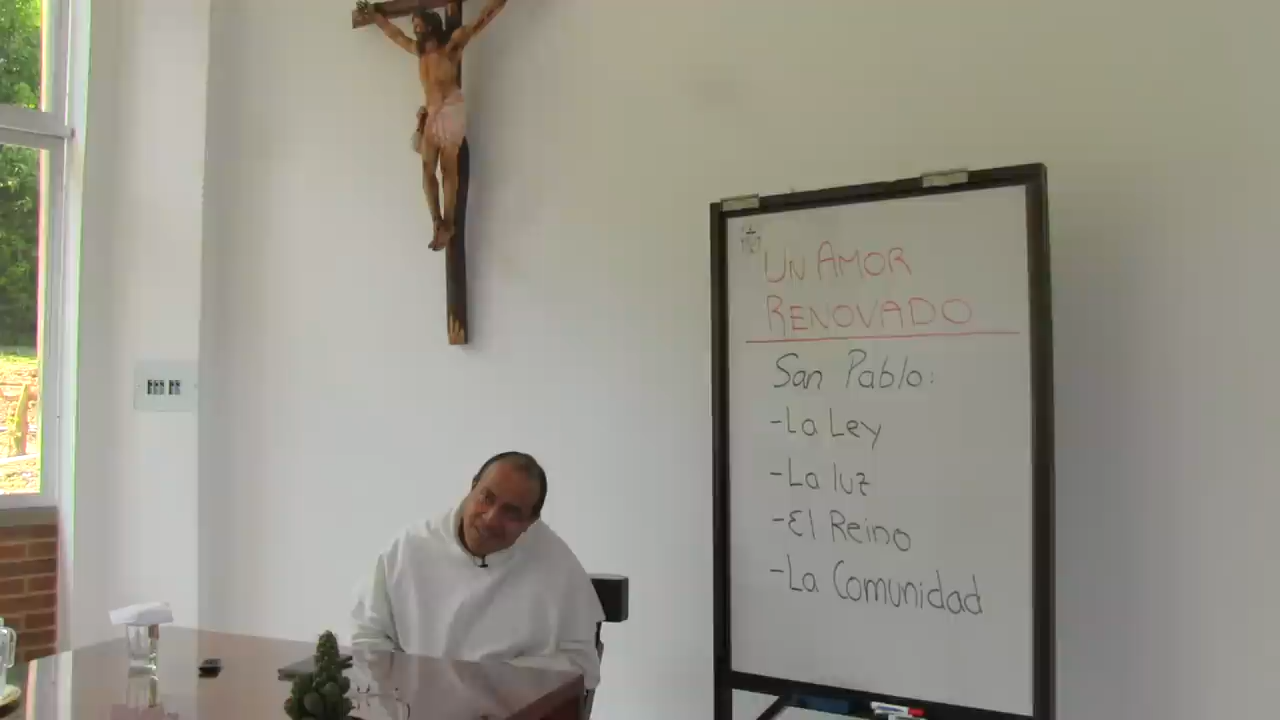 UN AMOR
RENOVADO
San Pablo:
-La Ley
-La luz
-El Reino
-La Comunidad